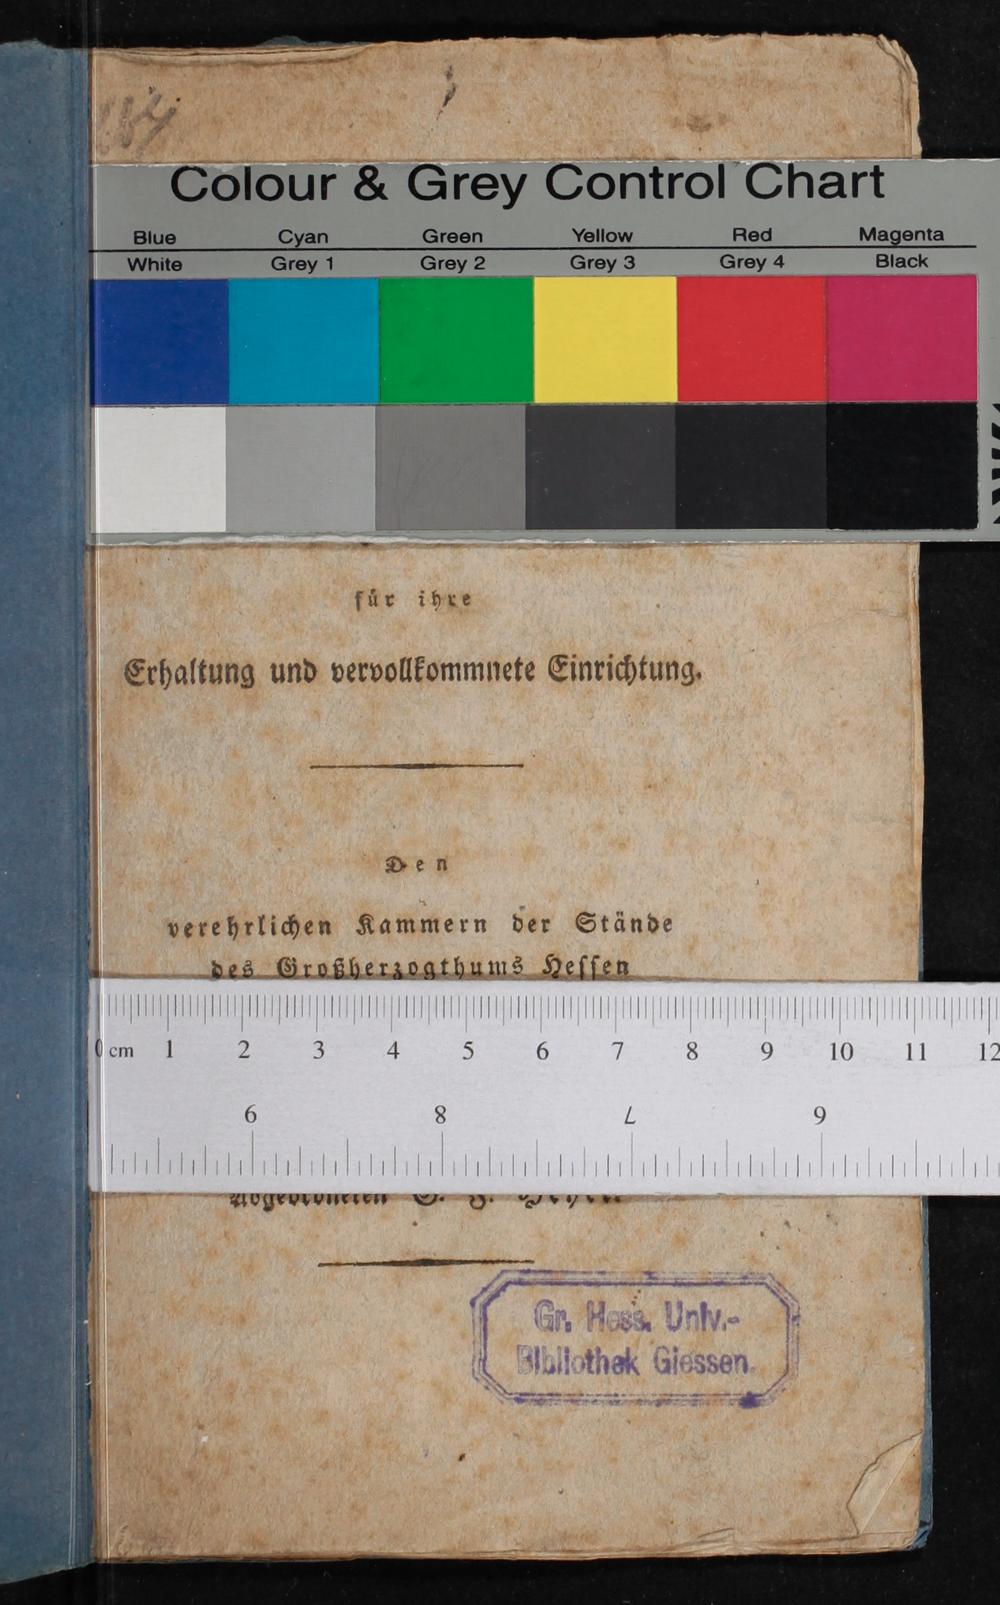 Colour & Grey Control Chart
Blue Cyan Green Yellow Red Magenta
White Grey 1 Grey 2 Grey 3 Grey 4 Black
für ihre
Erhaltung und vervollkommnete Einrichtung.
Den
verehrlichen Kammern der Stände
des Großherzogthums Hessen
0 cm 1 2 3 4 5 6 7 8 9 10 11 12
6 8 7 9
Abgeordneten
Gr. Hess. Univ.-
Bibliothek Giessen.